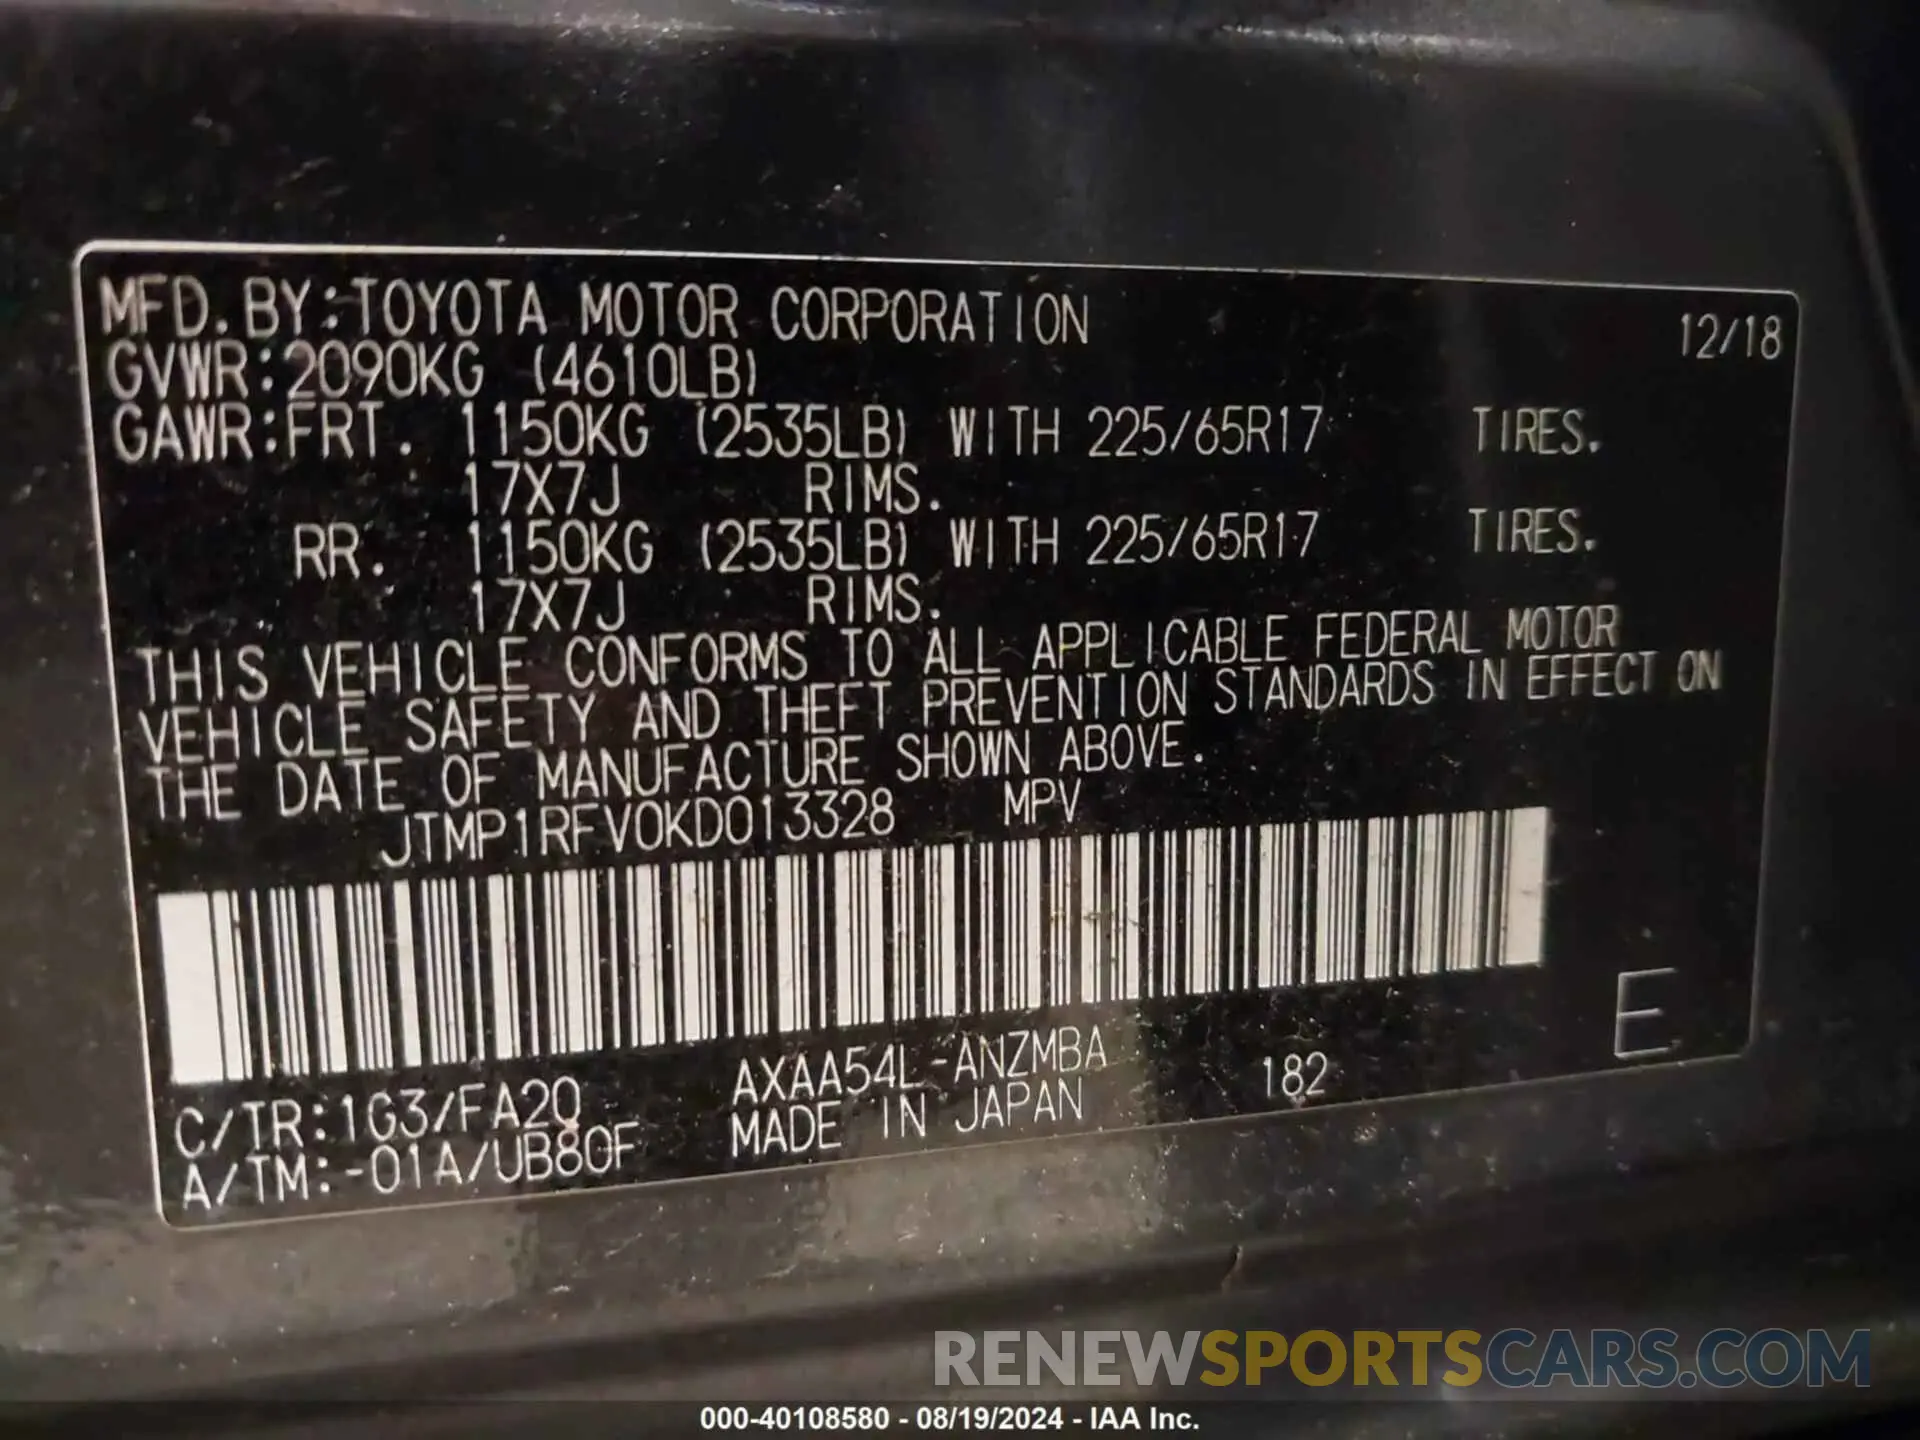 MFD.BY:TOYOTA MOTOR CORPORATION 12/18
GVWR:2090KG (4610LB)
GAWR:FRT. 1150KG (2535LB) WITH 225/65R17 TIRES.
17X7J RIMS.
RR. 1150KG (2535LB) WITH 225/65R17 TIRES.
17X7J RIMS.
THIS VEHICLE CONFORMS TO ALL APPLICABLE FEDERAL MOTOR
VEHICLE SAFETY AND THEFT PREVENTION STANDARDS IN EFFECT ON
THE DATE OF MANUFACTURE SHOWN ABOVE.
JTMP1RFV0KD013328 MPV
E
C/TR:1G3/FA20 AXAA54L-ANZMBA 182
A/TM:-01A/UB80F MADE IN JAPAN
RENEWSPORTSCARS.COM
000-40108580 - 08/19/2024 - IAA Inc.